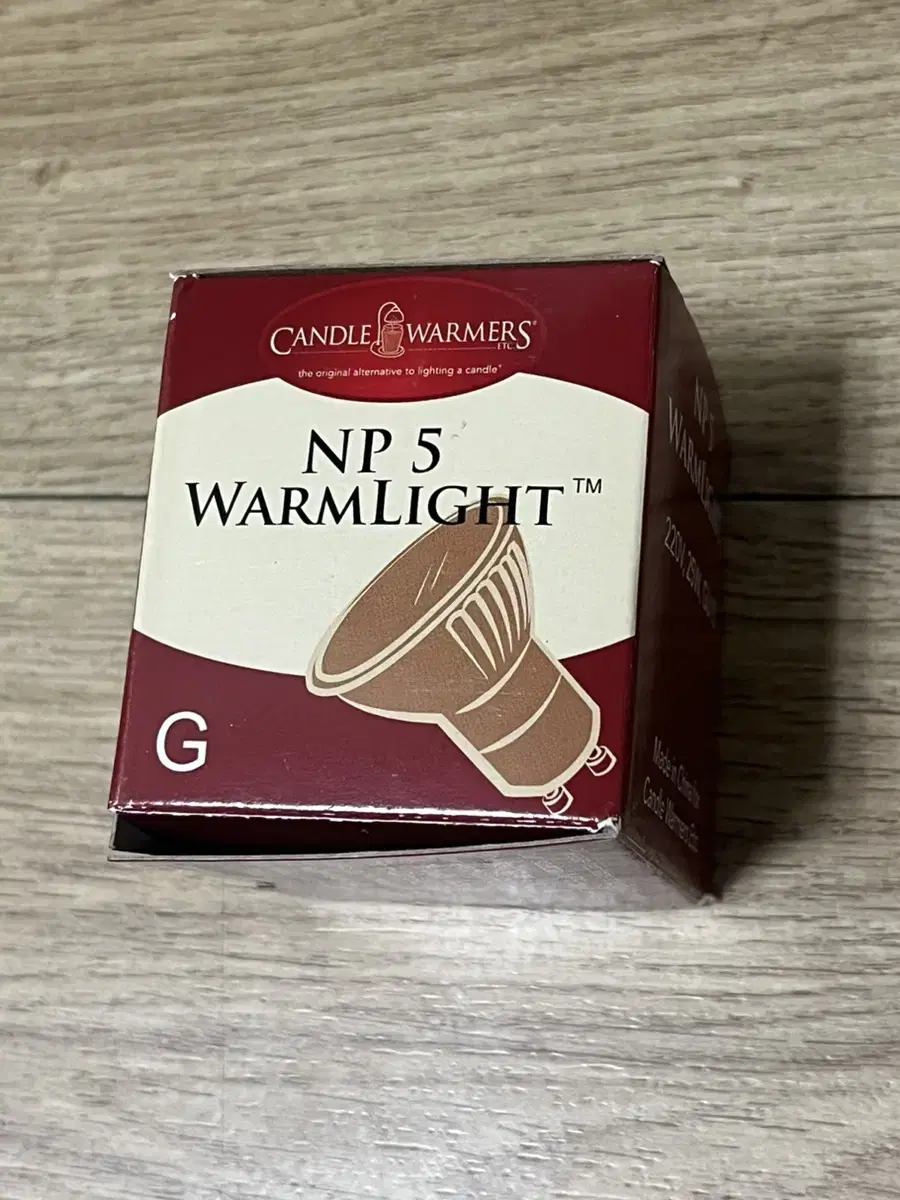 CANDLE WARMERS®
ETC.
the original alternative to lighting a candle®
NP 5
WARMLIGHT™
G
NP 5
220V, 25W,
Made in China for
Candle Warmers Etc.